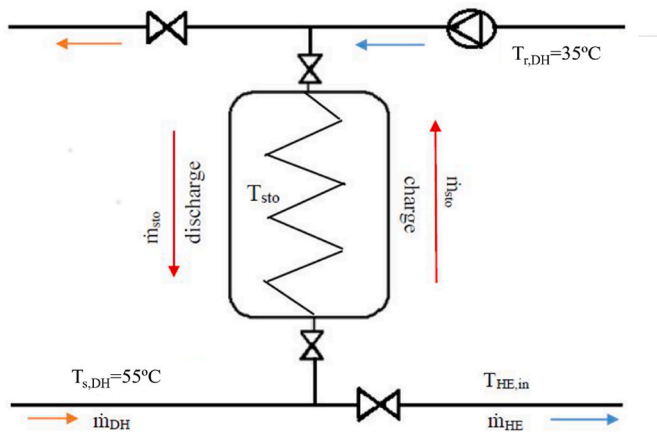 T_r,DH=35ºC
T_sto
ṁ_sto
discharge
charge
ṁ_sto
T_s,DH=55ºC
T_HE,in
ṁ_DH
ṁ_HE